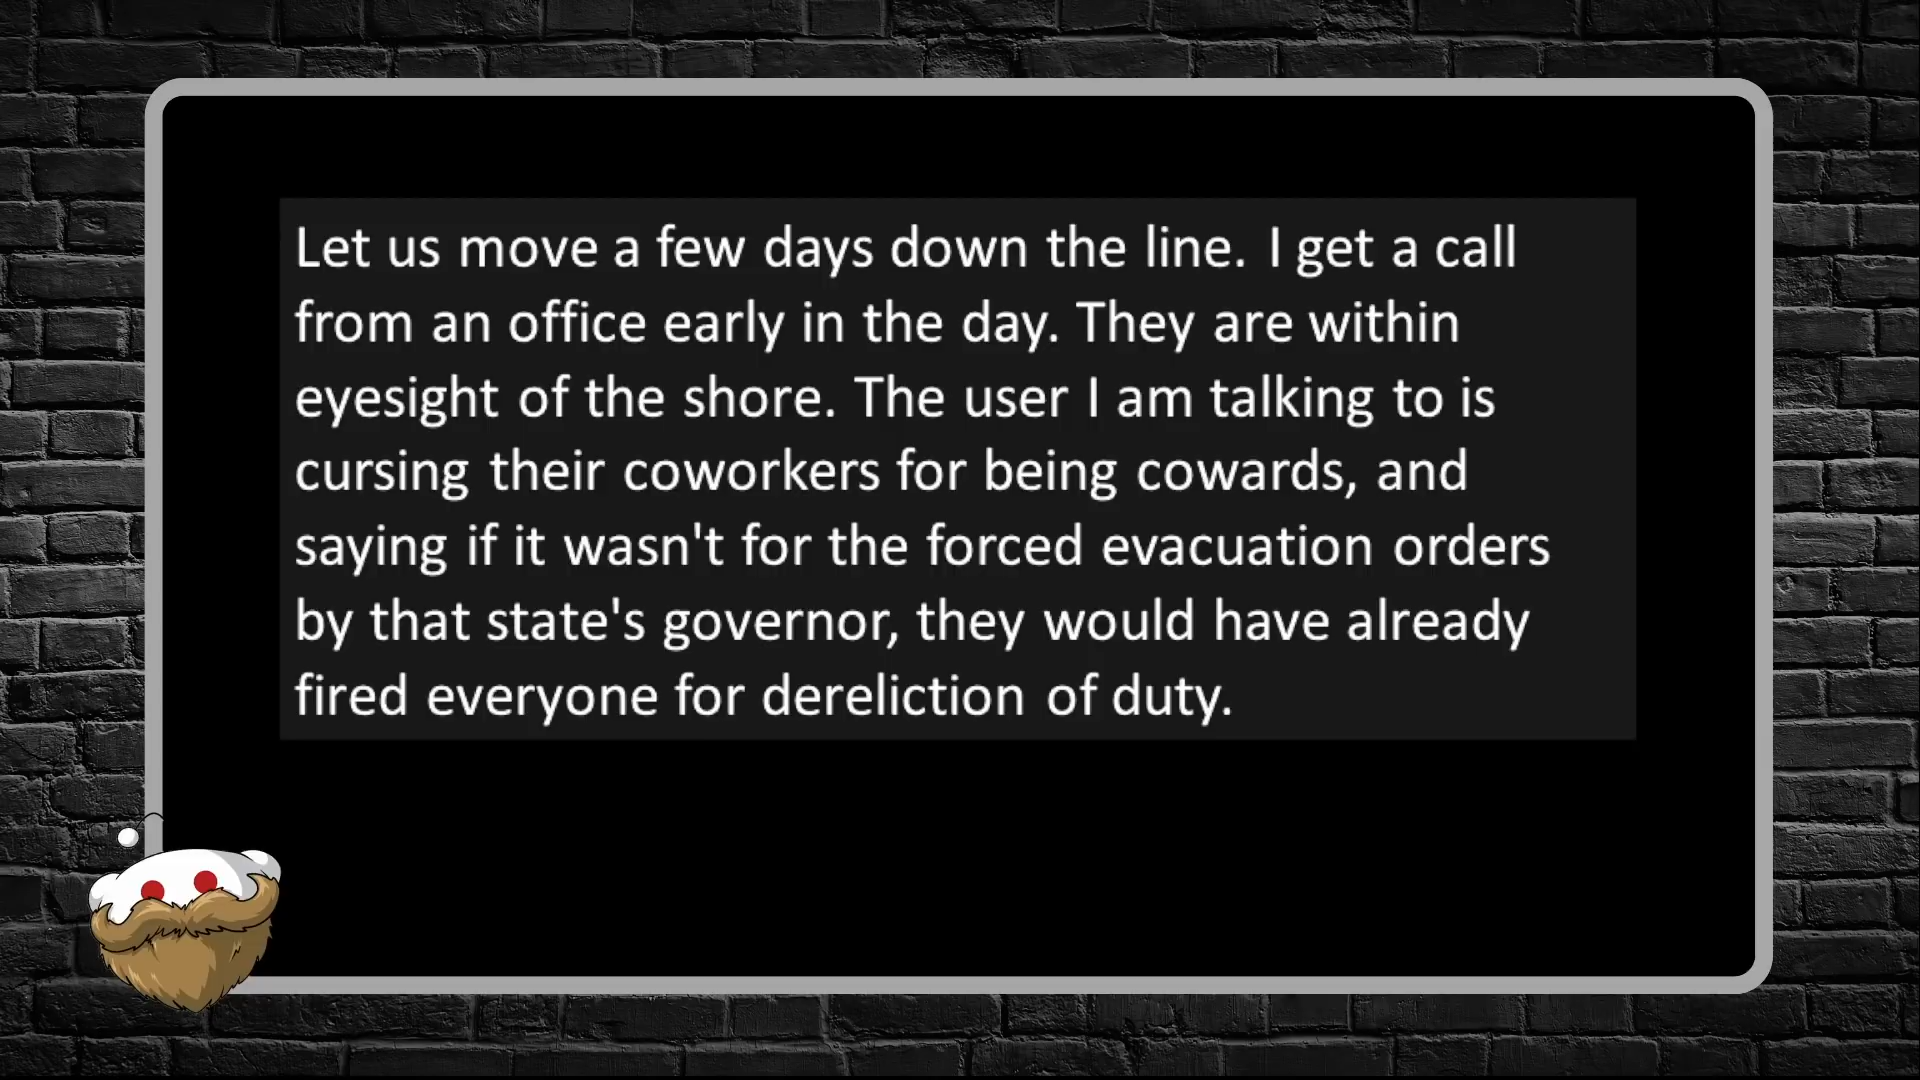 Let us move a few days down the line. I get a call
from an office early in the day. They are within
eyesight of the shore. The user I am talking to is
cursing their coworkers for being cowards, and
saying if it wasn't for the forced evacuation orders
by that state's governor, they would have already
fired everyone for dereliction of duty.